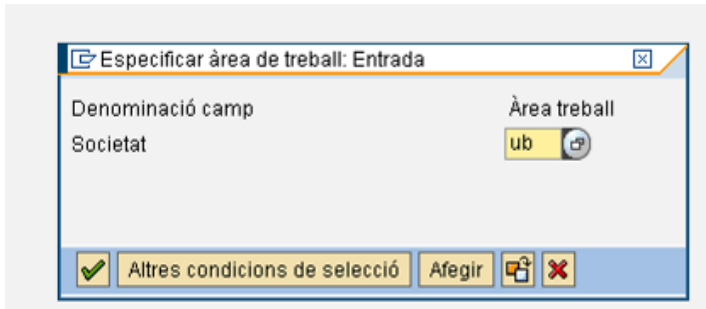 Especificar àrea de treball: Entrada
Denominació camp Àrea treball
Societat ub
Altres condicions de selecció Afegir